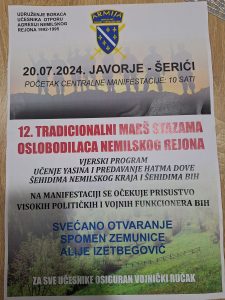 UDRUŽENJE BORACA
UČESNIKA OTPORU
AGRESIJI NEMILSKOG
REJONA 1992-1995
ARMIJA
20.07.2024. JAVORJE - ŠERIĆI
POČETAK CENTRALNE MANIFESTACIJE: 10 SATI
12. TRADICIONALNI MARŠ STAZAMA
OSLOBODILACA NEMILSKOG REJONA
VJERSKI PROGRAM
UČENJE YASINA I PREDAVANJE HATMA DOVE
ŠEHIDIMA NEMILSKOG KRAJA I ŠEHIDIMA BIH
NA MANIFESTACIJI SE OČEKUJE PRISUSTVO
VISOKIH POLITIČKIH I VOJNIH FUNKCIONERA BIH
SVEČANO OTVARANJE
SPOMEN ZEMUNICE
ALIJE IZETBEGOVIĆ
ZA SVE UČESNIKE OSIGURAN VOJNIČKI RUČAK